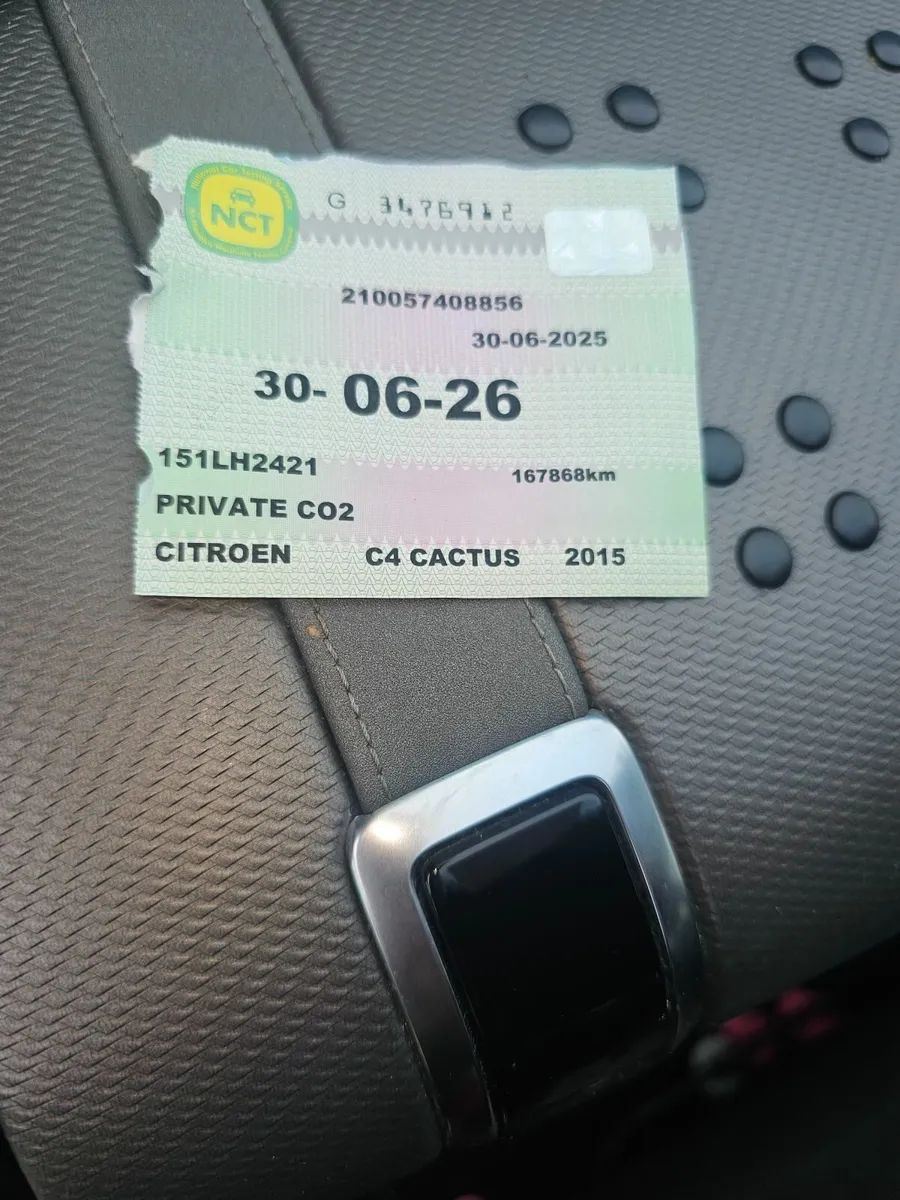 NCT
G 3476912
210057408856
30-06-2025
30- 06-26
151LH2421 167868km
PRIVATE CO2
CITROEN C4 CACTUS 2015